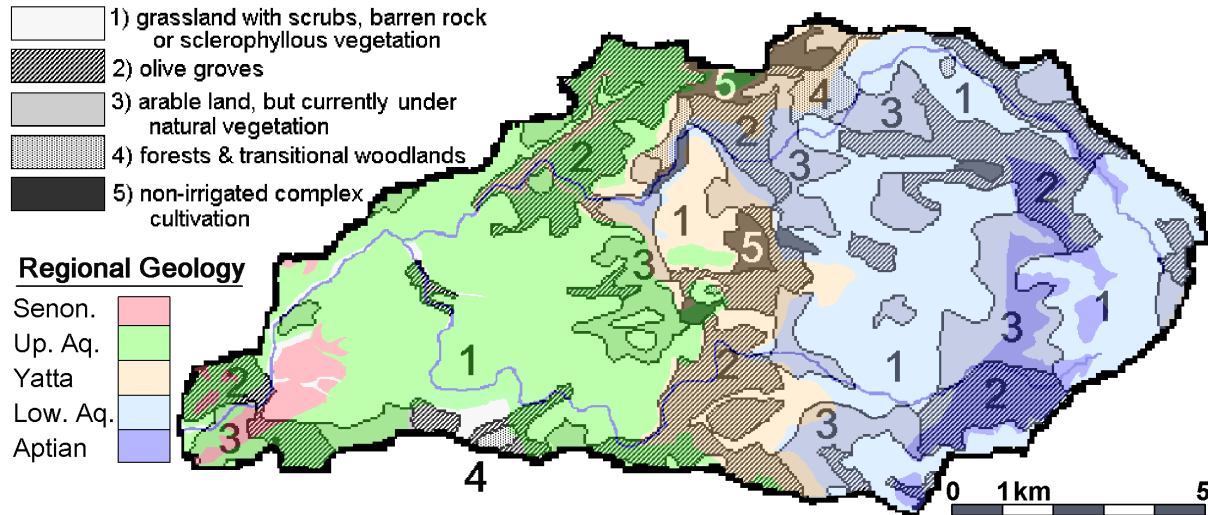 1) grassland with scrubs, barren rock
or sclerophyllous vegetation
2) olive groves
3) arable land, but currently under
natural vegetation
4) forests & transitional woodlands
5) non-irrigated complex
cultivation
Regional Geology
Senon.
Up. Aq.
Yatta
Low. Aq.
Aptian
5
4
1
3
2
2
3
2
1
5
3
1
3
1
1
2
2
2
3
3
4
0 1 km 5